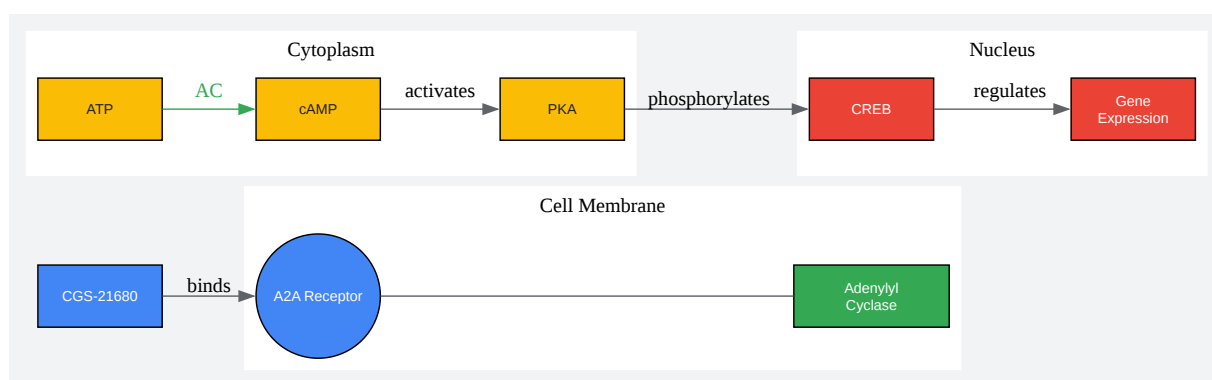 Cytoplasm
Nucleus
ATP
AC
cAMP
activates
PKA
phosphorylates
CREB
regulates
Gene
Expression
Cell Membrane
CGS-21680
binds
A2A Receptor
Adenylyl
Cyclase